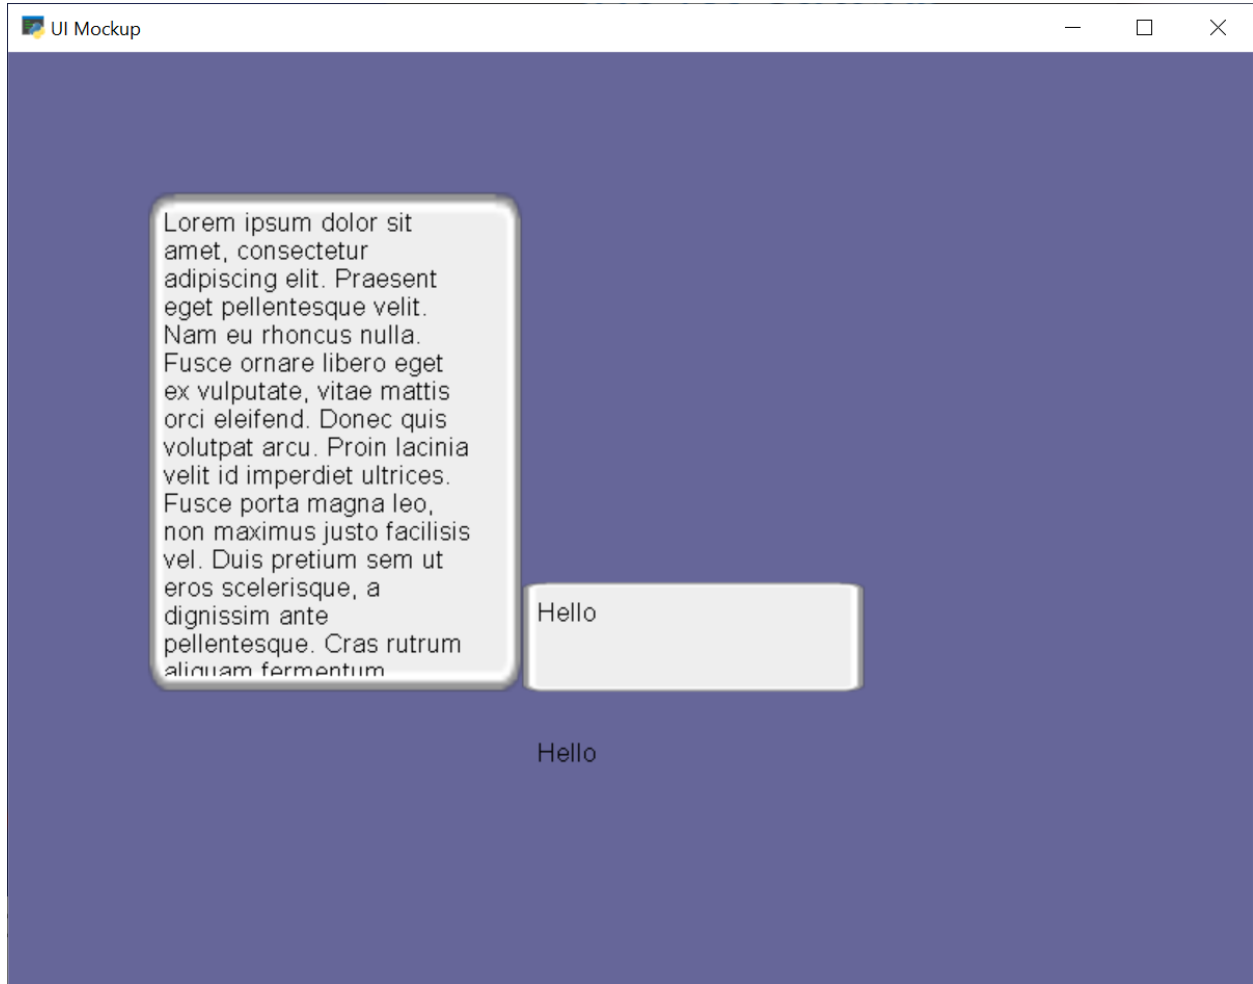 UI Mockup
Lorem ipsum dolor sit
amet, consectetur
adipiscing elit. Praesent
eget pellentesque velit.
Nam eu rhoncus nulla.
Fusce ornare libero eget
ex vulputate, vitae mattis
orci eleifend. Donec quis
volutpat arcu. Proin lacinia
velit id imperdiet ultrices.
Fusce porta magna leo,
non maximus justo facilisis
vel. Duis pretium sem ut
eros scelerisque, a
dignissim ante
pellentesque. Cras rutrum
aliquam fermentum
Hello
Hello